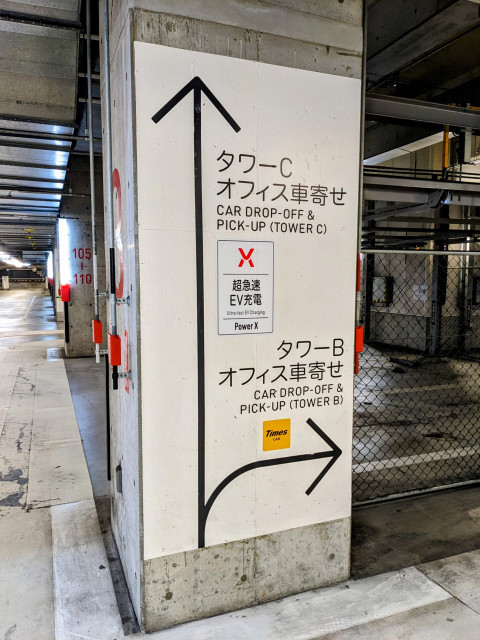 タワーC
オフィス車寄せ
CAR DROP-OFF &
PICK-UP (TOWER C)
超急速
EV充電
Ultra-fast EV Charging
Power X
タワーB
オフィス車寄せ
CAR DROP-OFF &
PICK-UP (TOWER B)
Times
CAR
105
110